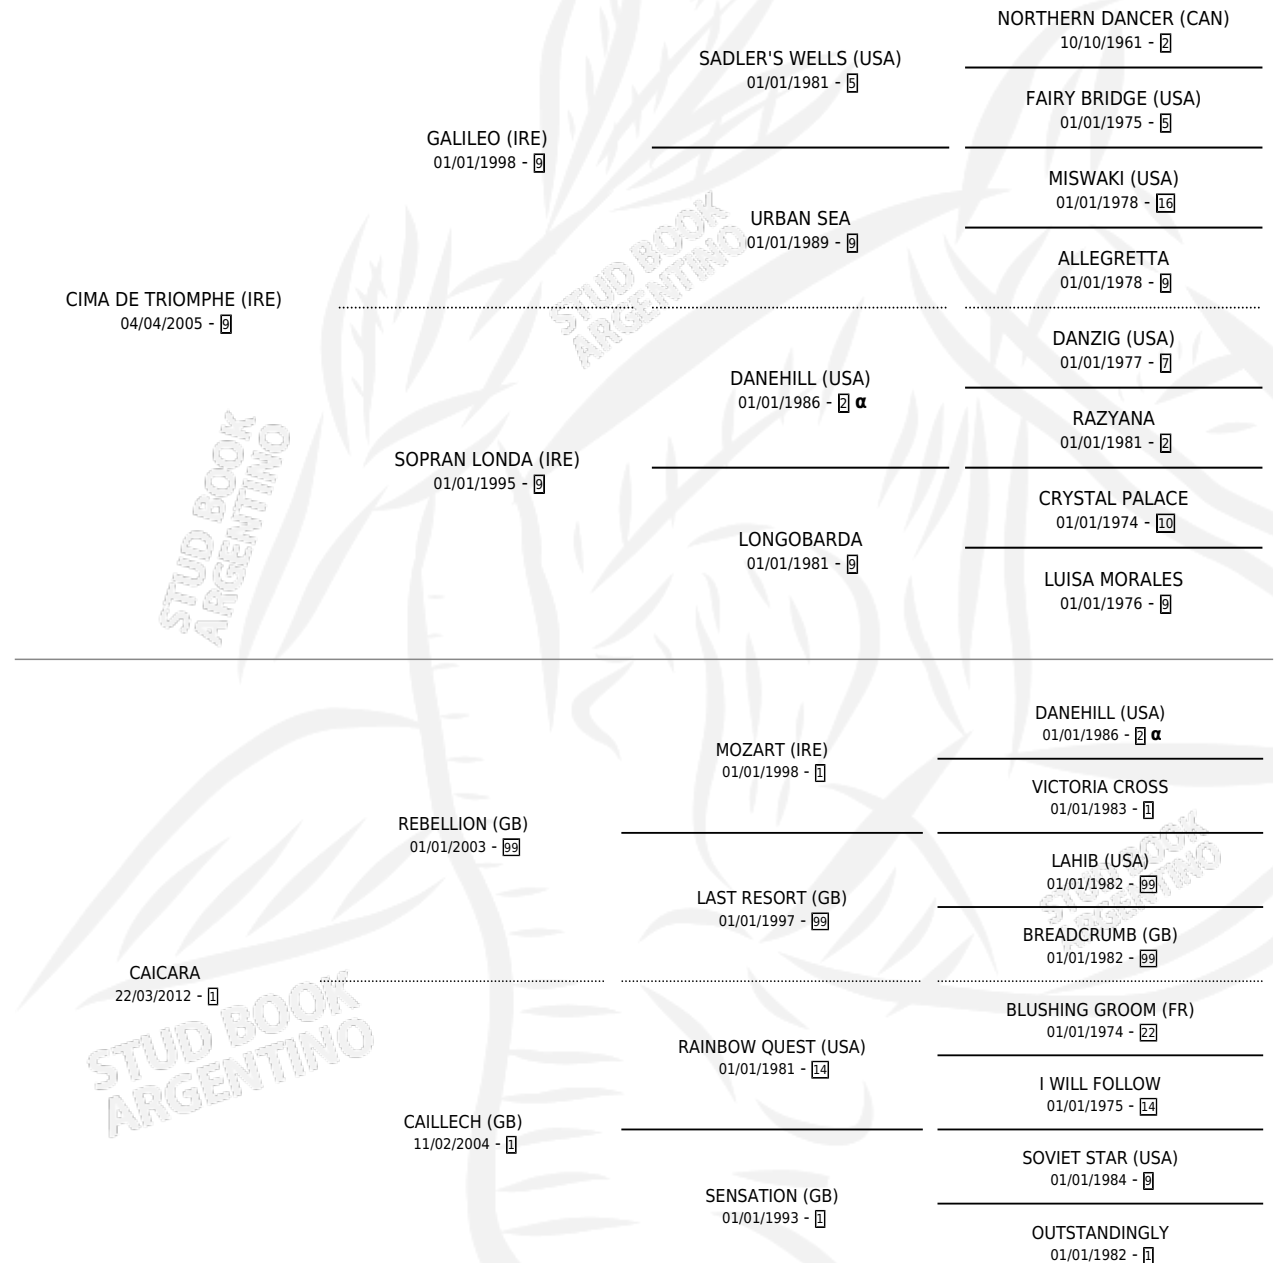 NORTHERN DANCER (CAN)
10/10/1961 - 2
SADLER'S WELLS (USA)
01/01/1981 - 5
FAIRY BRIDGE (USA)
01/01/1975 - 5
GALILEO (IRE)
01/01/1998 - 9
MISWAKI (USA)
01/01/1978 - 16
URBAN SEA
01/01/1989 - 9
ALLEGRETTA
01/01/1978 - 9
CIMA DE TRIOMPHE (IRE)
04/04/2005 - 9
DANZIG (USA)
01/01/1977 - 7
DANEHILL (USA)
01/01/1986 - 2 α
RAZYANA
01/01/1981 - 2
SOPRAN LONDA (IRE)
01/01/1995 - 9
CRYSTAL PALACE
01/01/1974 - 10
LONGOBARDA
01/01/1981 - 9
LUISA MORALES
01/01/1976 - 9
DANEHILL (USA)
01/01/1986 - 2 α
MOZART (IRE)
01/01/1998 - 1
VICTORIA CROSS
01/01/1983 - 1
REBELLION (GB)
01/01/2003 - 99
LAHIB (USA)
01/01/1982 - 99
LAST RESORT (GB)
01/01/1997 - 99
BREADCRUMB (GB)
01/01/1982 - 99
CAICARA
22/03/2012 - 1
BLUSHING GROOM (FR)
01/01/1974 - 22
RAINBOW QUEST (USA)
01/01/1981 - 14
I WILL FOLLOW
01/01/1975 - 14
CAILLECH (GB)
11/02/2004 - 1
SOVIET STAR (USA)
01/01/1984 - 9
SENSATION (GB)
01/01/1993 - 1
OUTSTANDINGLY
01/01/1982 - 1
STUD BOOK
ARGENTINO
STUD BOOK
ARGENTINO
STUD BOOK
ARGENTINO
STUD BOOK
ARGENTINO